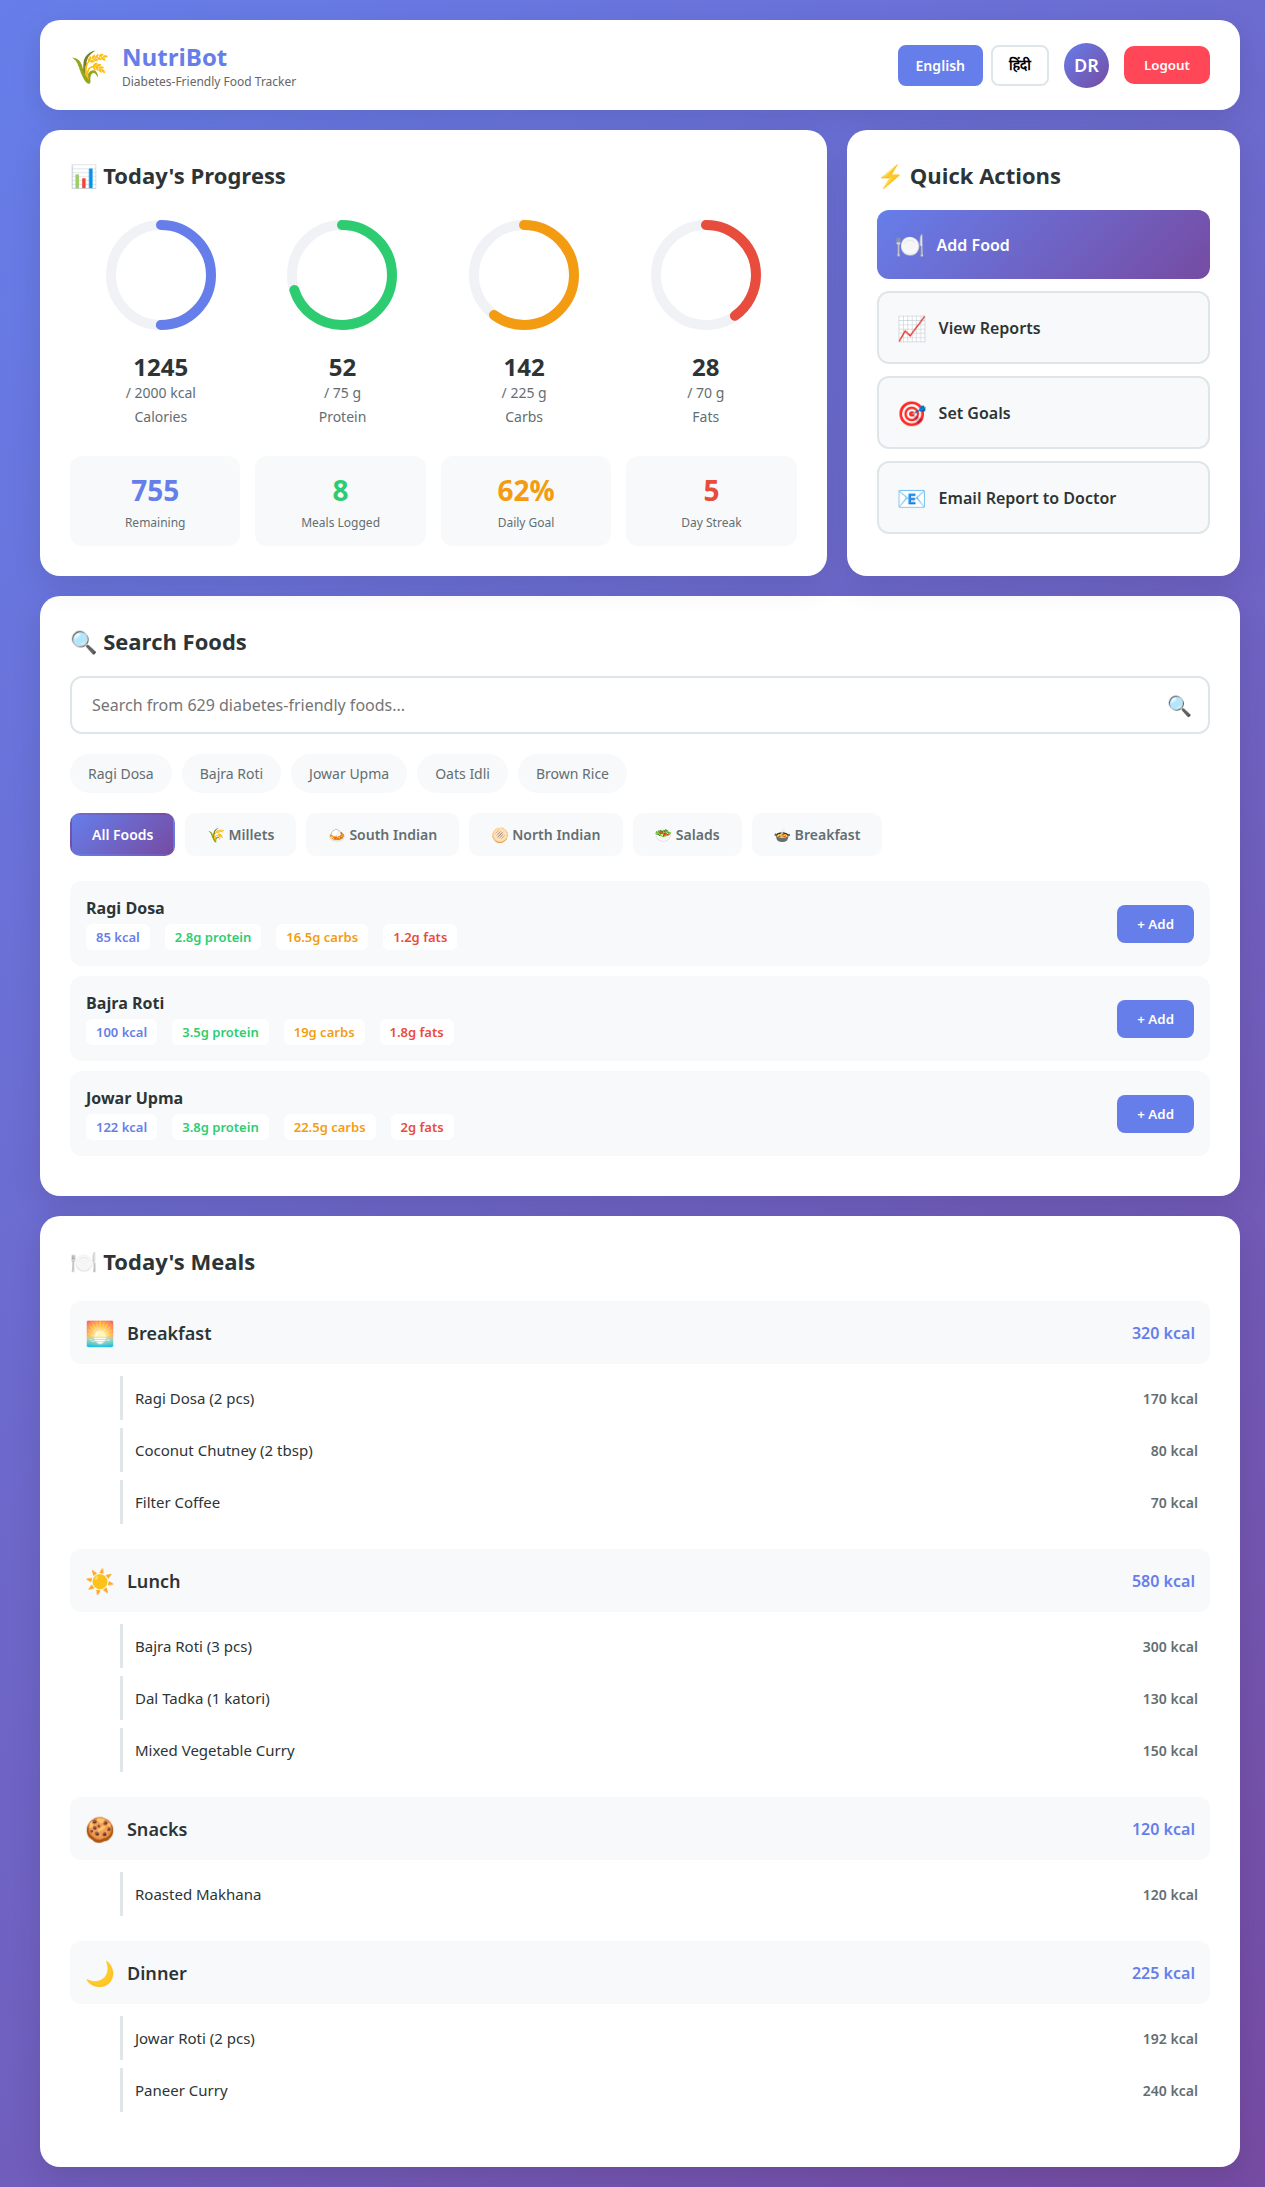 NutriBot
Diabetes-Friendly Food Tracker
English
हिंदी
DR
Logout
Today's Progress
1245
/ 2000 kcal
Calories
52
/ 75 g
Protein
142
/ 225 g
Carbs
28
/ 70 g
Fats
755
Remaining
8
Meals Logged
62%
Daily Goal
5
Day Streak
Quick Actions
Add Food
View Reports
Set Goals
Email Report to Doctor
Search Foods
Search from 629 diabetes-friendly foods...
Ragi Dosa
Bajra Roti
Jowar Upma
Oats Idli
Brown Rice
All Foods
Millets
South Indian
North Indian
Salads
Breakfast
Ragi Dosa
85 kcal 2.8g protein 16.5g carbs 1.2g fats
+ Add
Bajra Roti
100 kcal 3.5g protein 19g carbs 1.8g fats
+ Add
Jowar Upma
122 kcal 3.8g protein 22.5g carbs 2g fats
+ Add
Today's Meals
Breakfast 320 kcal
Ragi Dosa (2 pcs) 170 kcal
Coconut Chutney (2 tbsp) 80 kcal
Filter Coffee 70 kcal
Lunch 580 kcal
Bajra Roti (3 pcs) 300 kcal
Dal Tadka (1 katori) 130 kcal
Mixed Vegetable Curry 150 kcal
Snacks 120 kcal
Roasted Makhana 120 kcal
Dinner 225 kcal
Jowar Roti (2 pcs) 192 kcal
Paneer Curry 240 kcal